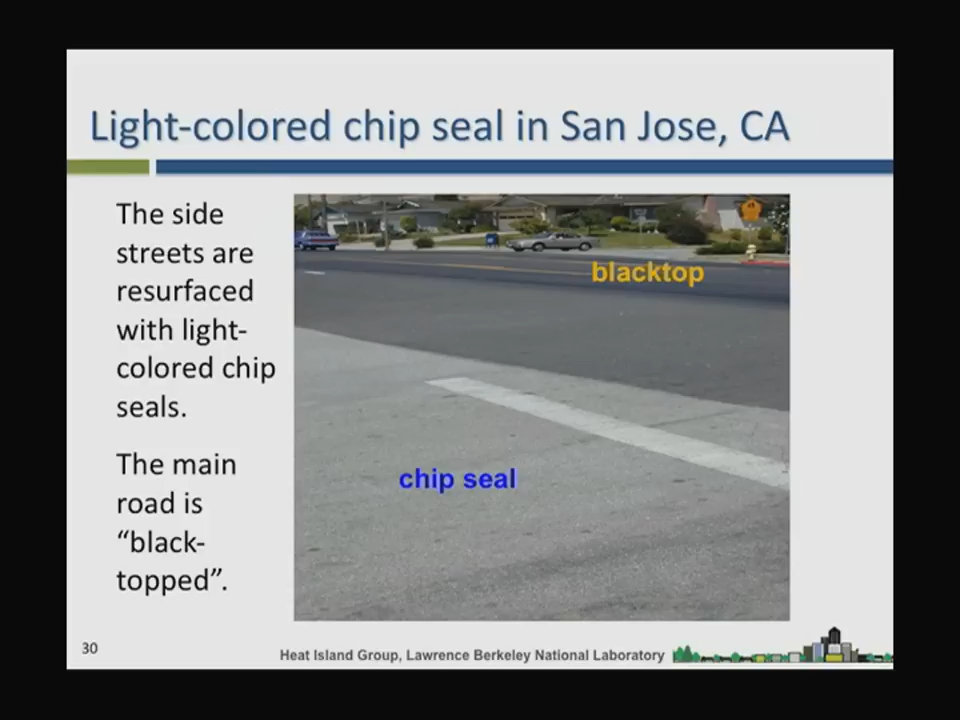 Light-colored chip seal in San Jose, CA
The side
streets are
resurfaced
with light-
colored chip
seals.
The main
road is
“black-
topped”.
blacktop
chip seal
30
Heat Island Group, Lawrence Berkeley National Laboratory